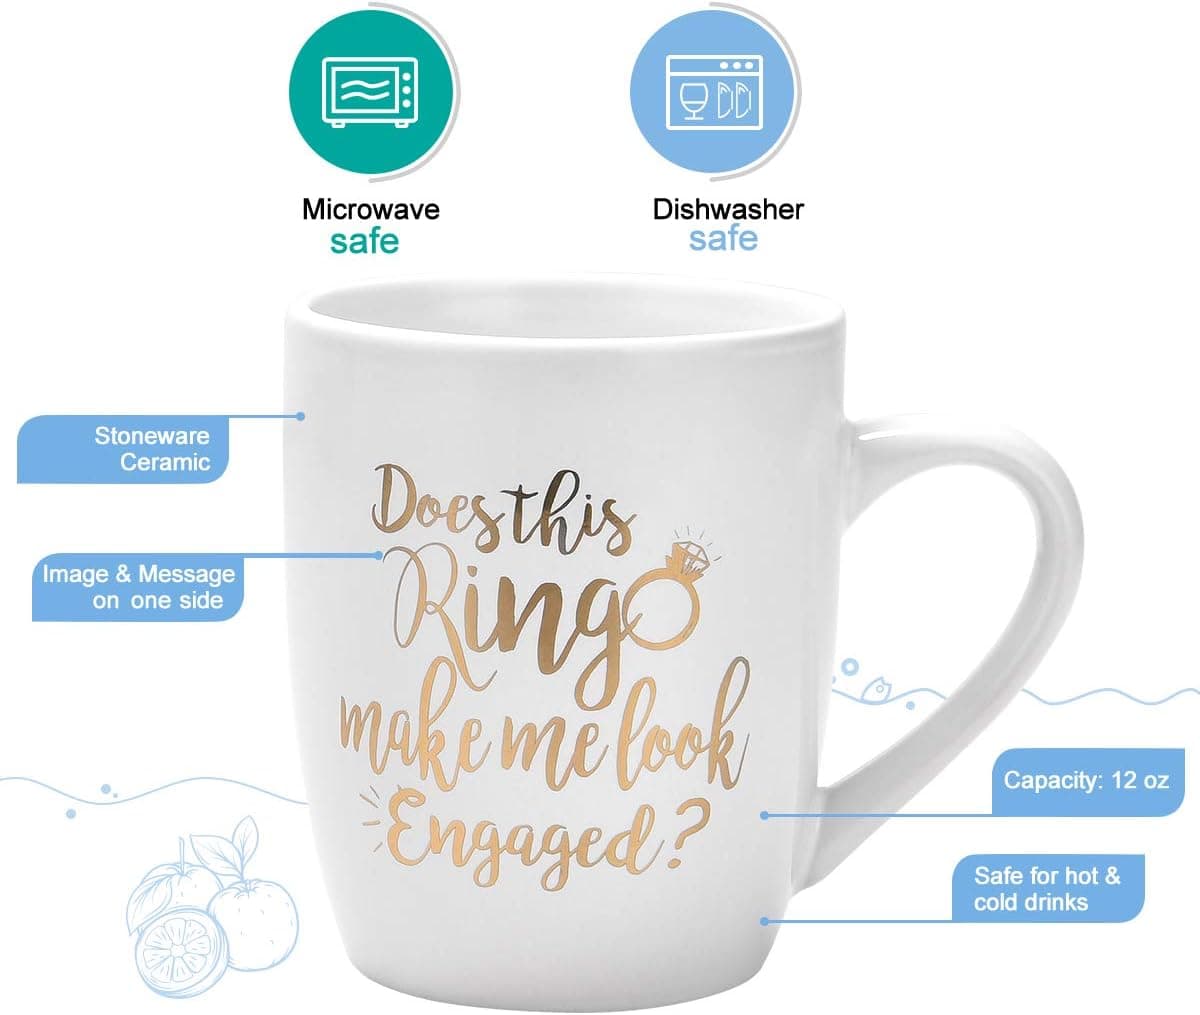 Microwave
safe
Dishwasher
safe
Stoneware
Ceramic
Image & Message
on one side
Does this
Ring
make me look
Engaged?
Capacity: 12 oz
Safe for hot &
cold drinks